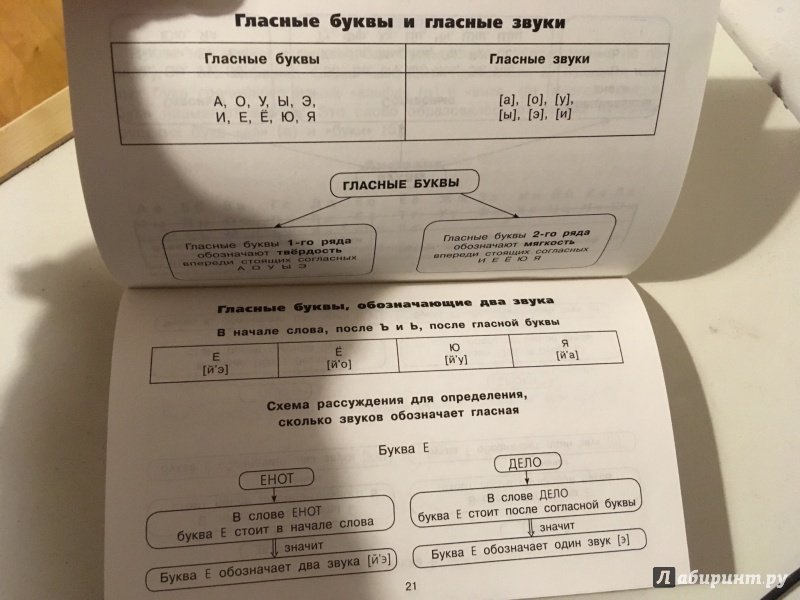 Гласные буквы и гласные звуки
Гласные буквы
Гласные звуки
А, О, У, Ы, Э,
И, Е, Ё, Ю, Я
[а], [о], [у],
[ы], [э], [и]
ГЛАСНЫЕ БУКВЫ
Гласные буквы 1-го ряда
обозначают твёрдость
впереди стоящих согласных
А О У Ы Э
Гласные буквы 2-го ряда
обозначают мягкость
впереди стоящих согласных
И Е Ё Ю Я
Гласные буквы, обозначающие два звука
В начале слова, после Ъ и Ь, после гласной буквы
Е
[й'э]
Ё
[й'о]
Ю
[й'у]
Я
[й'а]
Схема рассуждения для определения,
сколько звуков обозначает гласная
Буква Е
ЕНОТ
В слове ЕНОТ
буква Е стоит в начале слова
значит
Буква Е обозначает два звука [й'э]
ДЕЛО
В слове ДЕЛО
буква Е стоит после согласной буквы
значит
Буква Е обозначает один звук [э]
21
Лабиринт.ру